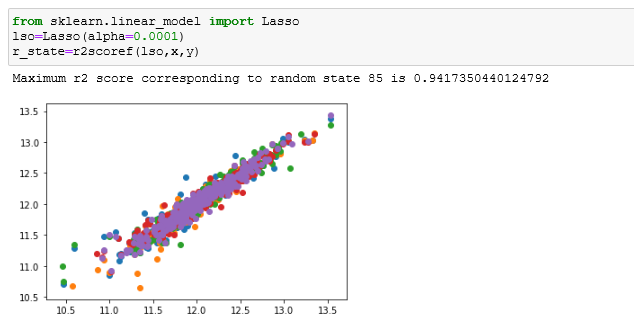 from sklearn.linear_model import Lasso
lso=Lasso(alpha=0.0001)
r_state=r2scoref(lso,x,y)
Maximum r2 score corresponding to random state 85 is 0.9417350440124792
13.5
13.0
12.5
12.0
11.5
11.0
10.5
10.5 11.0 11.5 12.0 12.5 13.0 13.5